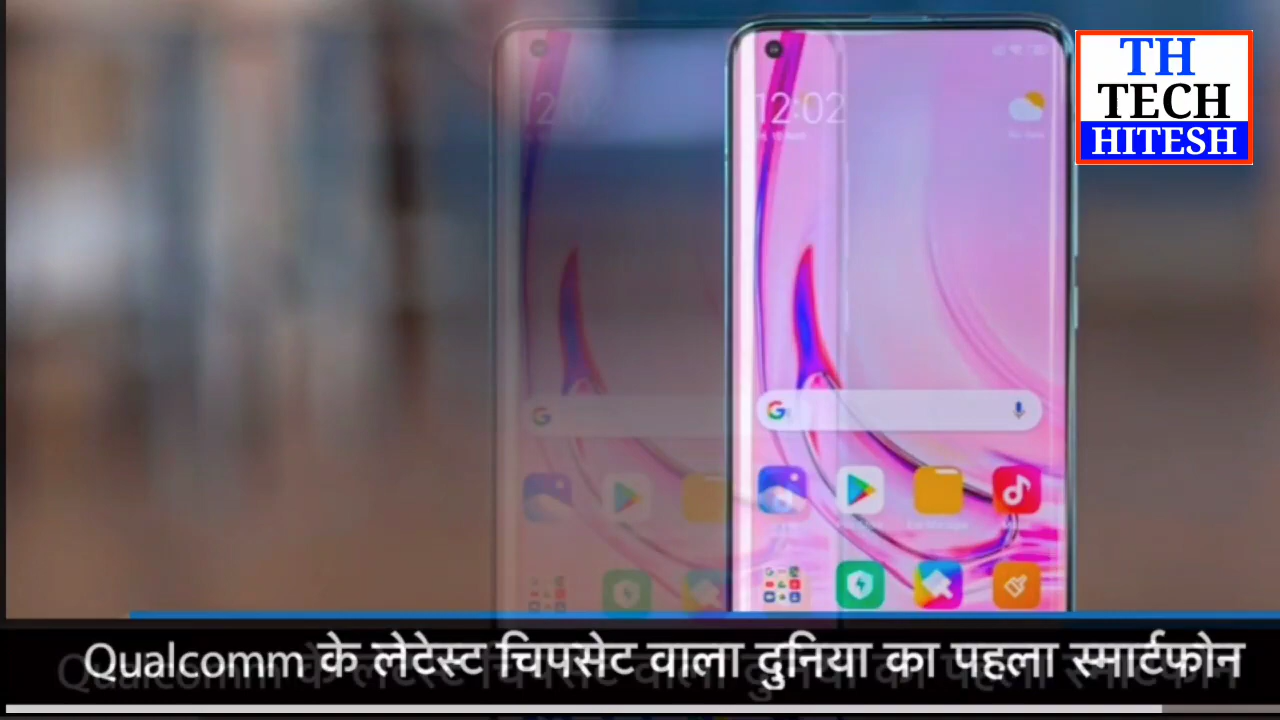 TH
TECH
HITESH
12:02
Qualcomm के लेटेस्ट चिपसेट वाला दुनिया का पहला स्मार्टफोन